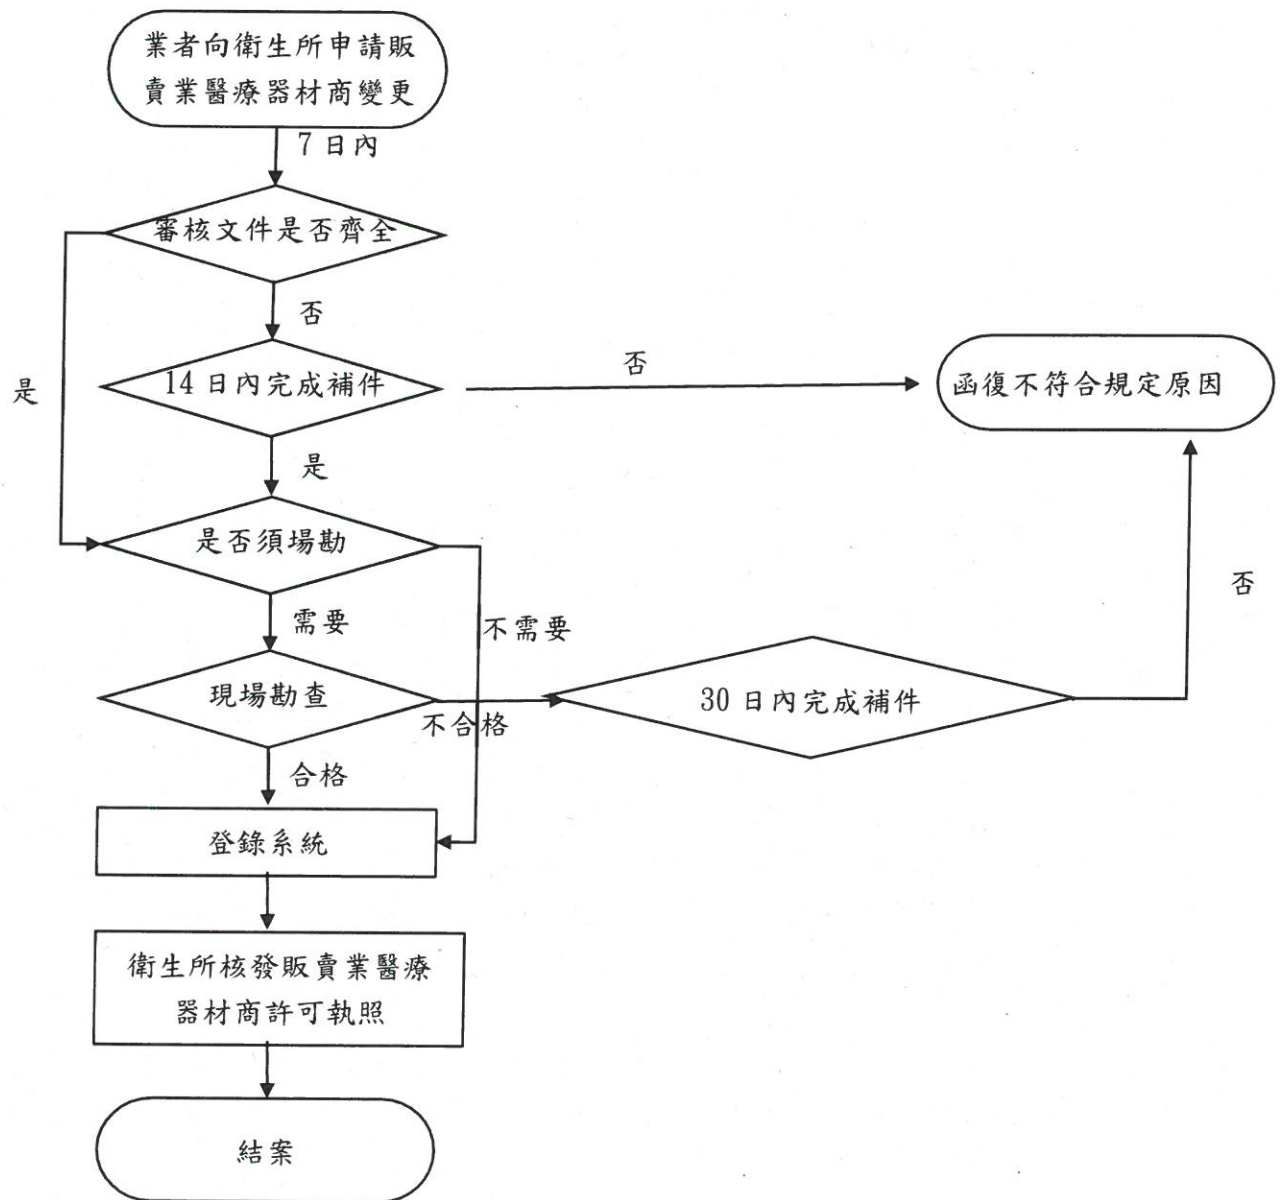 業者向衛生所申請販
賣業醫療器材商變更
7 日內
審核文件是否齊全
否
是
14 日內完成補件
否
函復不符合規定原因
是
是否須場勘
需要
不需要
否
現場勘查
不合格
30 日內完成補件
合格
登錄系統
衛生所核發販賣業醫療
器材商許可執照
結案